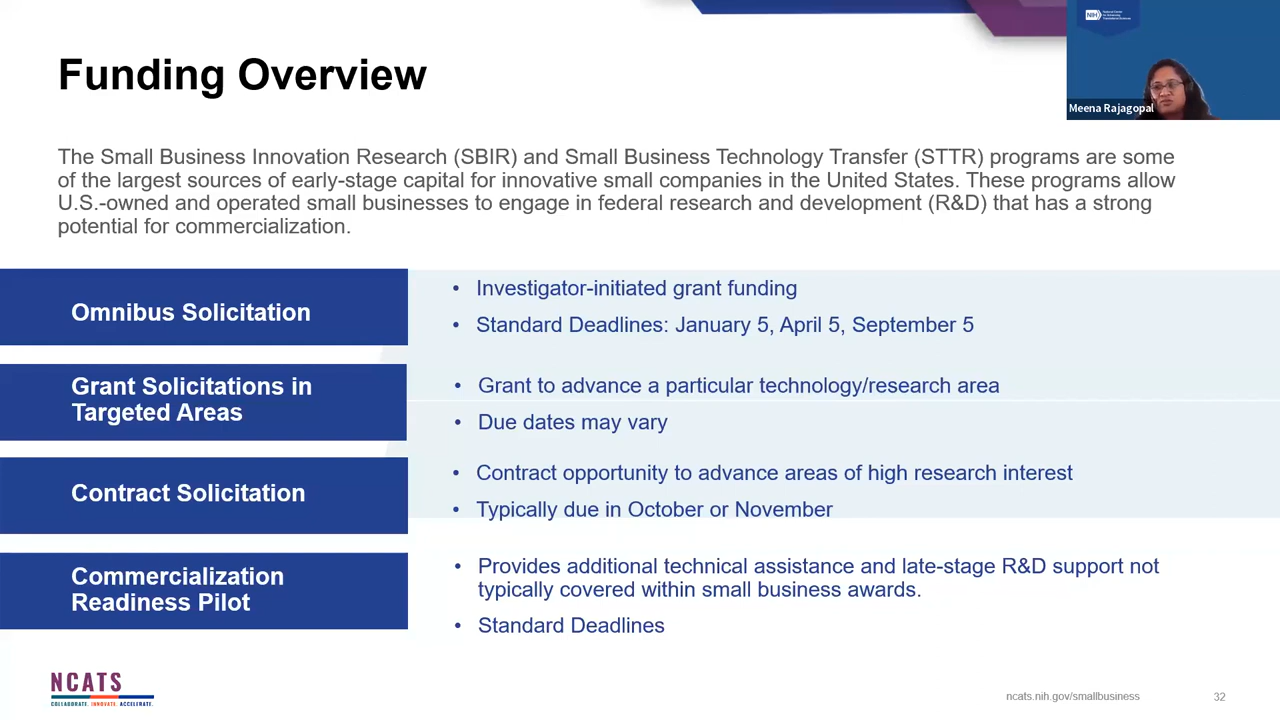 Funding Overview
NIH
Meena Rajagopal
The Small Business Innovation Research (SBIR) and Small Business Technology Transfer (STTR) programs are some
of the largest sources of early-stage capital for innovative small companies in the United States. These programs allow
U.S.-owned and operated small businesses to engage in federal research and development (R&D) that has a strong
potential for commercialization.
Omnibus Solicitation
• Investigator-initiated grant funding
• Standard Deadlines: January 5, April 5, September 5
Grant Solicitations in
Targeted Areas
• Grant to advance a particular technology/research area
• Due dates may vary
Contract Solicitation
• Contract opportunity to advance areas of high research interest
• Typically due in October or November
Commercialization
Readiness Pilot
• Provides additional technical assistance and late-stage R&D support not
typically covered within small business awards.
• Standard Deadlines
NCATS
COLLABORATE. INNOVATE. ACCELERATE.
ncats.nih.gov/smallbusiness
32